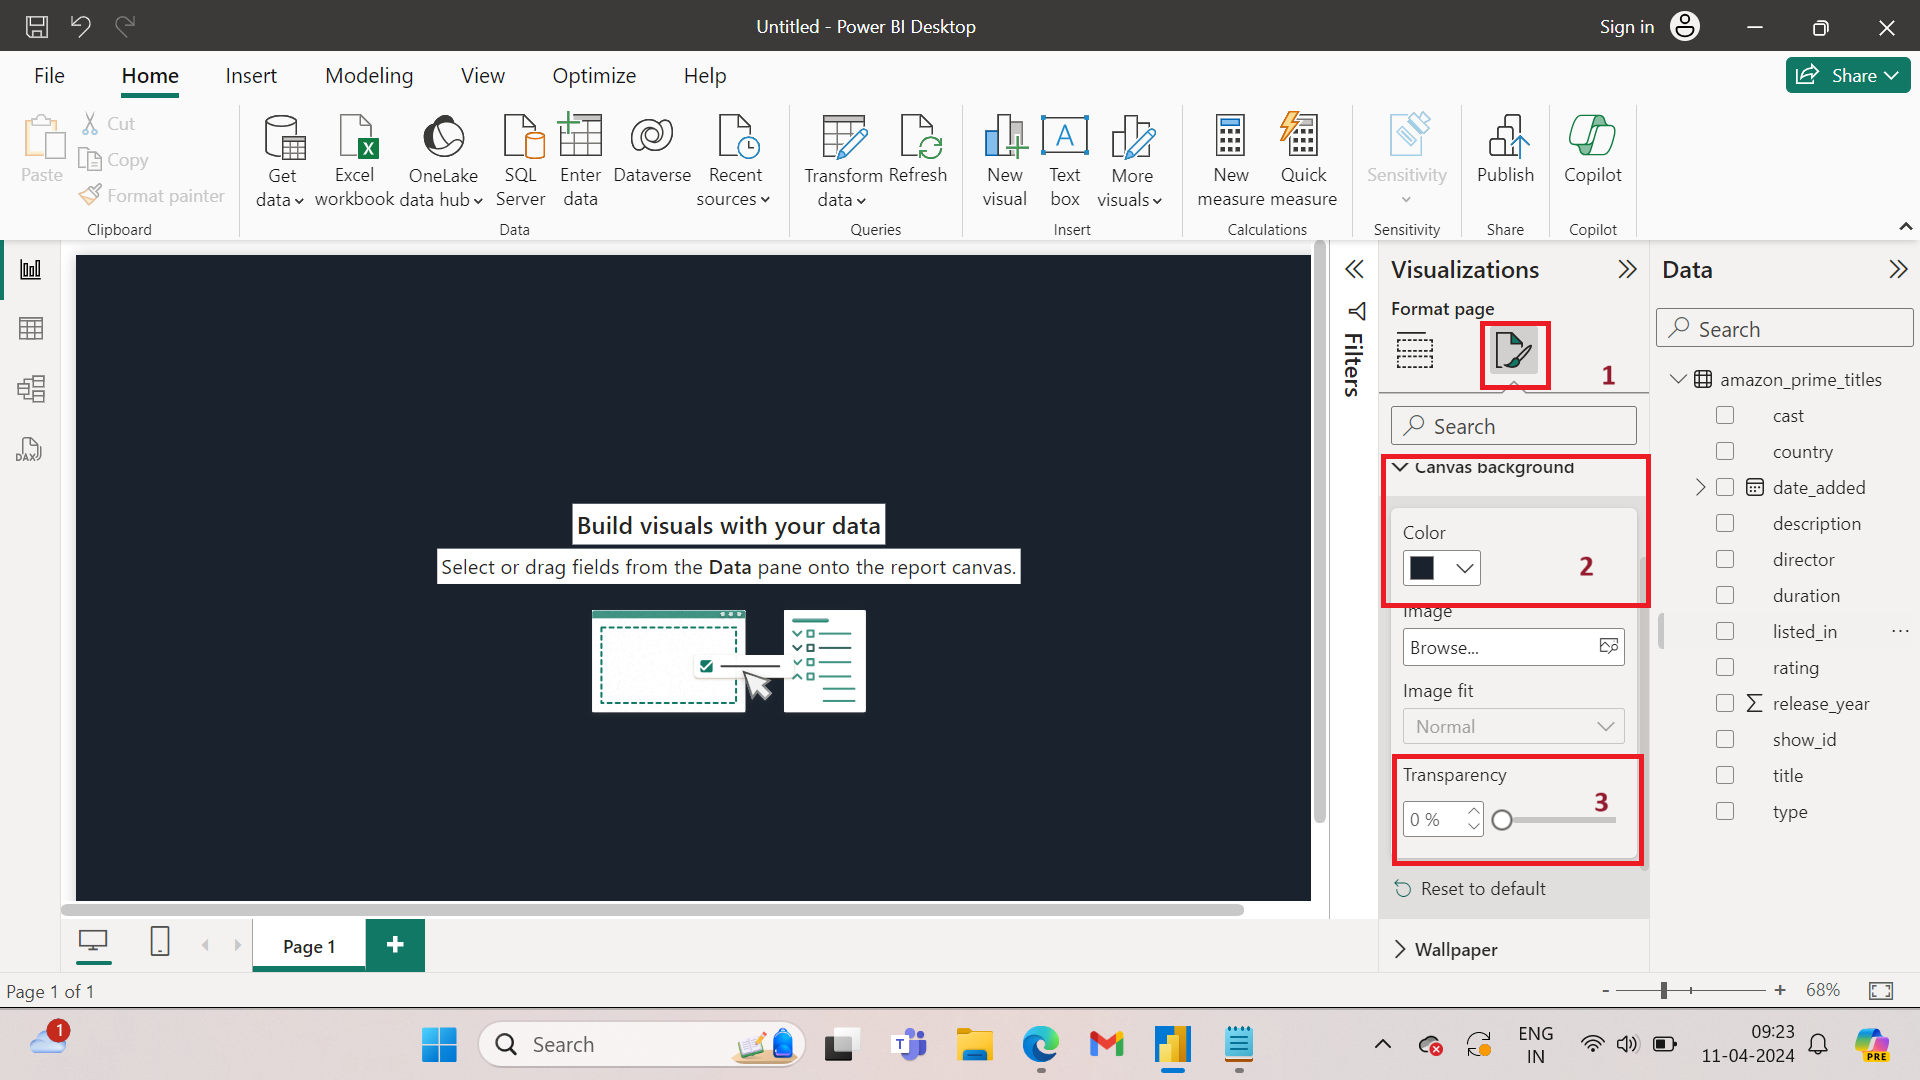 Untitled - Power BI Desktop
Sign in
File Home Insert Modeling View Optimize Help
Share
Paste
Cut
Copy
Format painter
Clipboard
Get data
Excel workbook
OneLake data hub
SQL Server
Enter data
Dataverse
Recent sources
Data
Transform data
Refresh
Queries
New visual
Text box
More visuals
Insert
New measure
Quick measure
Calculations
Sensitivity
Sensitivity
Publish
Share
Copilot
Copilot
DAX
Build visuals with your data
Select or drag fields from the Data pane onto the report canvas.
Filters
Visualizations
Format page
1
Search
Canvas background
Color
2
Image
Browse...
Image fit
Normal
Transparency
3
0 %
Reset to default
Wallpaper
Data
Search
amazon_prime_titles
cast
country
date_added
description
director
duration
listed_in
rating
release_year
show_id
title
type
Page 1
Page 1 of 1
68%
1
Search
ENG
IN
09:23
11-04-2024
PRE